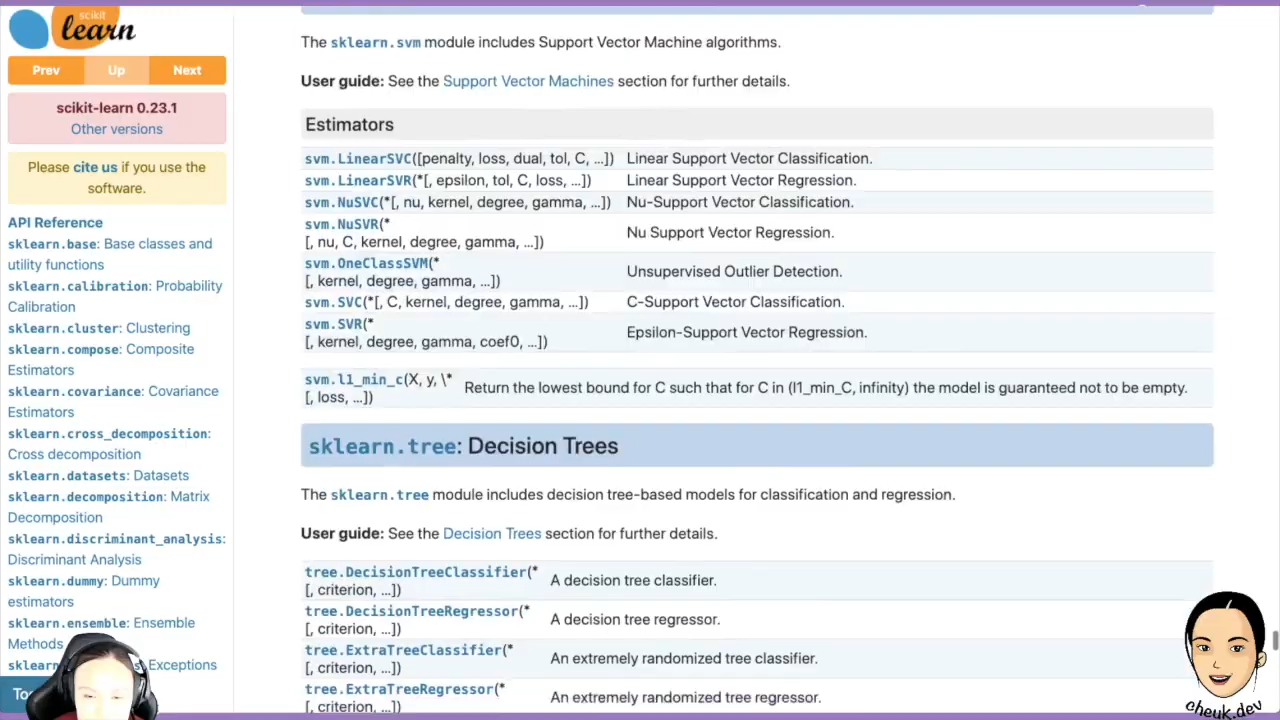 scikit
learn
Prev Up Next
scikit-learn 0.23.1
Other versions
Please cite us if you use the
software.
API Reference
sklearn.base: Base classes and
utility functions
sklearn.calibration: Probability
Calibration
sklearn.cluster: Clustering
sklearn.compose: Composite
Estimators
sklearn.covariance: Covariance
Estimators
sklearn.cross_decomposition:
Cross decomposition
sklearn.datasets: Datasets
sklearn.decomposition: Matrix
Decomposition
sklearn.discriminant_analysis:
Discriminant Analysis
sklearn.dummy: Dummy
estimators
sklearn.ensemble: Ensemble
Methods
Exceptions
The sklearn.svm module includes Support Vector Machine algorithms.
User guide: See the Support Vector Machines section for further details.
Estimators
svm.LinearSVC([penalty, loss, dual, tol, C, …]) Linear Support Vector Classification.
svm.LinearSVR(*[, epsilon, tol, C, loss, …]) Linear Support Vector Regression.
svm.NuSVC(*[, nu, kernel, degree, gamma, …]) Nu-Support Vector Classification.
svm.NuSVR(*
[, nu, C, kernel, degree, gamma, …]) Nu Support Vector Regression.
svm.OneClassSVM(*
[, kernel, degree, gamma, …]) Unsupervised Outlier Detection.
svm.SVC(*[, C, kernel, degree, gamma, …]) C-Support Vector Classification.
svm.SVR(*
[, kernel, degree, gamma, coef0, …]) Epsilon-Support Vector Regression.
svm.l1_min_c(X, y, \*
[, loss, …]) Return the lowest bound for C such that for C in (l1_min_C, infinity) the model is guaranteed not to be empty.
sklearn.tree: Decision Trees
The sklearn.tree module includes decision tree-based models for classification and regression.
User guide: See the Decision Trees section for further details.
tree.DecisionTreeClassifier(*
[, criterion, …]) A decision tree classifier.
tree.DecisionTreeRegressor(*
[, criterion, …]) A decision tree regressor.
tree.ExtraTreeClassifier(*
[, criterion, …]) An extremely randomized tree classifier.
tree.ExtraTreeRegressor(*
[, criterion, …]) An extremely randomized tree regressor.
cheuk.dev